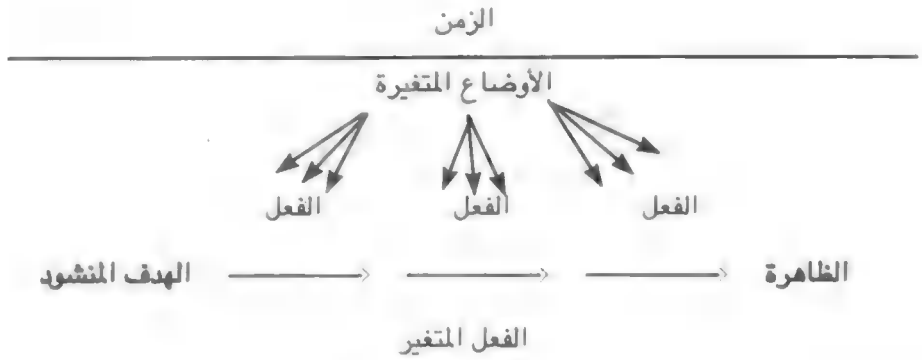 الزمن
الأوضاع المتغيرة
الفعل الفعل الفعل
الظاهرة الهدف المنشود
الفعل المتغير